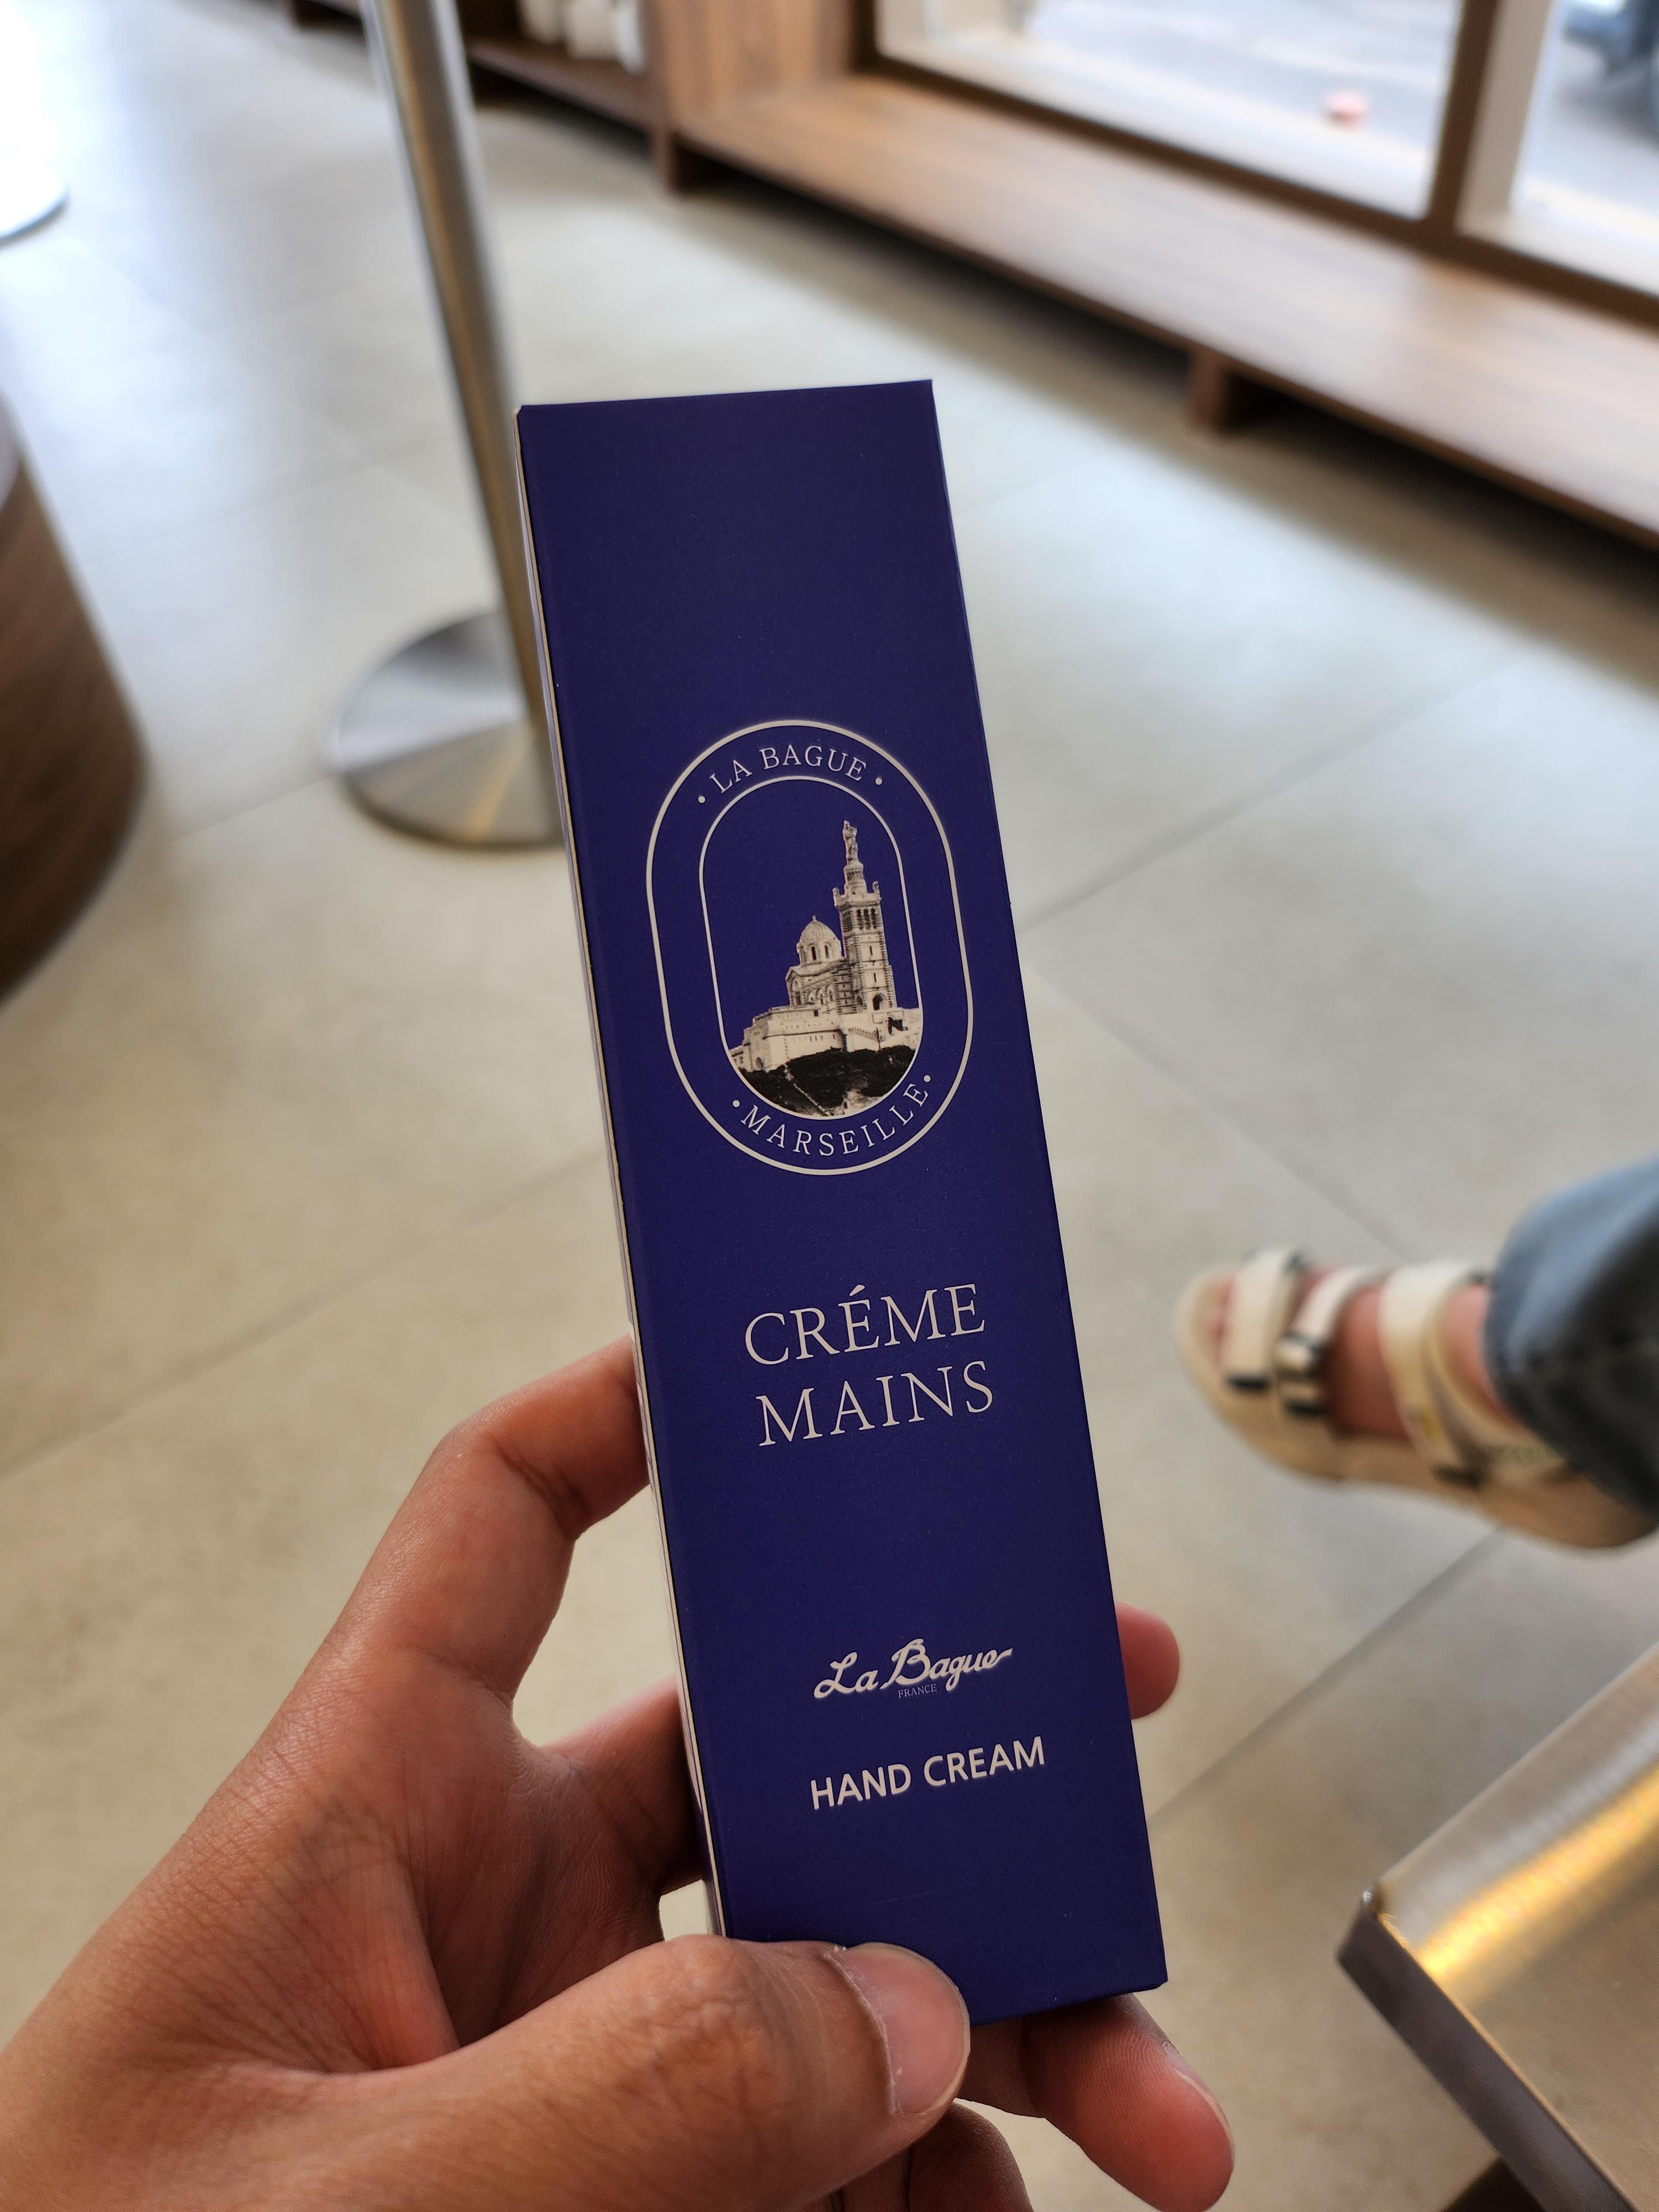 • LA BAGUE •
• MARSEILLE •
CRÉME
MAINS
La Bague
FRANCE
HAND CREAM